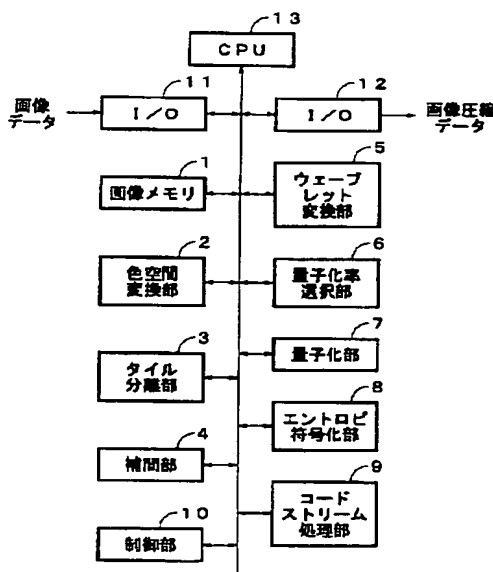 13
CPU
11
画像
データ
I/O
12
I/O
画像圧縮
データ
1
画像メモリ
5
ウェーブ
レット
変換部
2
色空間
変換部
6
量子化率
選択部
3
タイル
分離部
7
量子化部
4
補間部
8
エントロピ
符号化部
10
制御部
9
コード
ストリーム
処理部